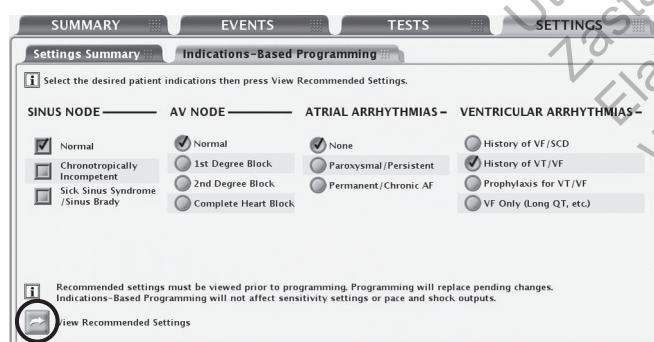 SUMMARY EVENTS TESTS SETTINGS
Settings Summary Indications-Based Programming
i Select the desired patient indications then press View Recommended Settings.
SINUS NODE AV NODE ATRIAL ARRHYTHMIAS VENTRICULAR ARRHYTHMIAS
Normal Normal None History of VF/SCD
Chronotropically Incompetent 1st Degree Block Paroxysmal/Persistent History of VT/VF
Sick Sinus Syndrome /Sinus Brady 2nd Degree Block Permanent/Chronic AF Prophylaxis for VT/VF
Complete Heart Block VF Only (Long QT, etc.)
i Recommended settings must be viewed prior to programming. Programming will replace pending changes.
Indications-Based Programming will not affect sensitivity settings or pace and shock outputs.
View Recommended Settings